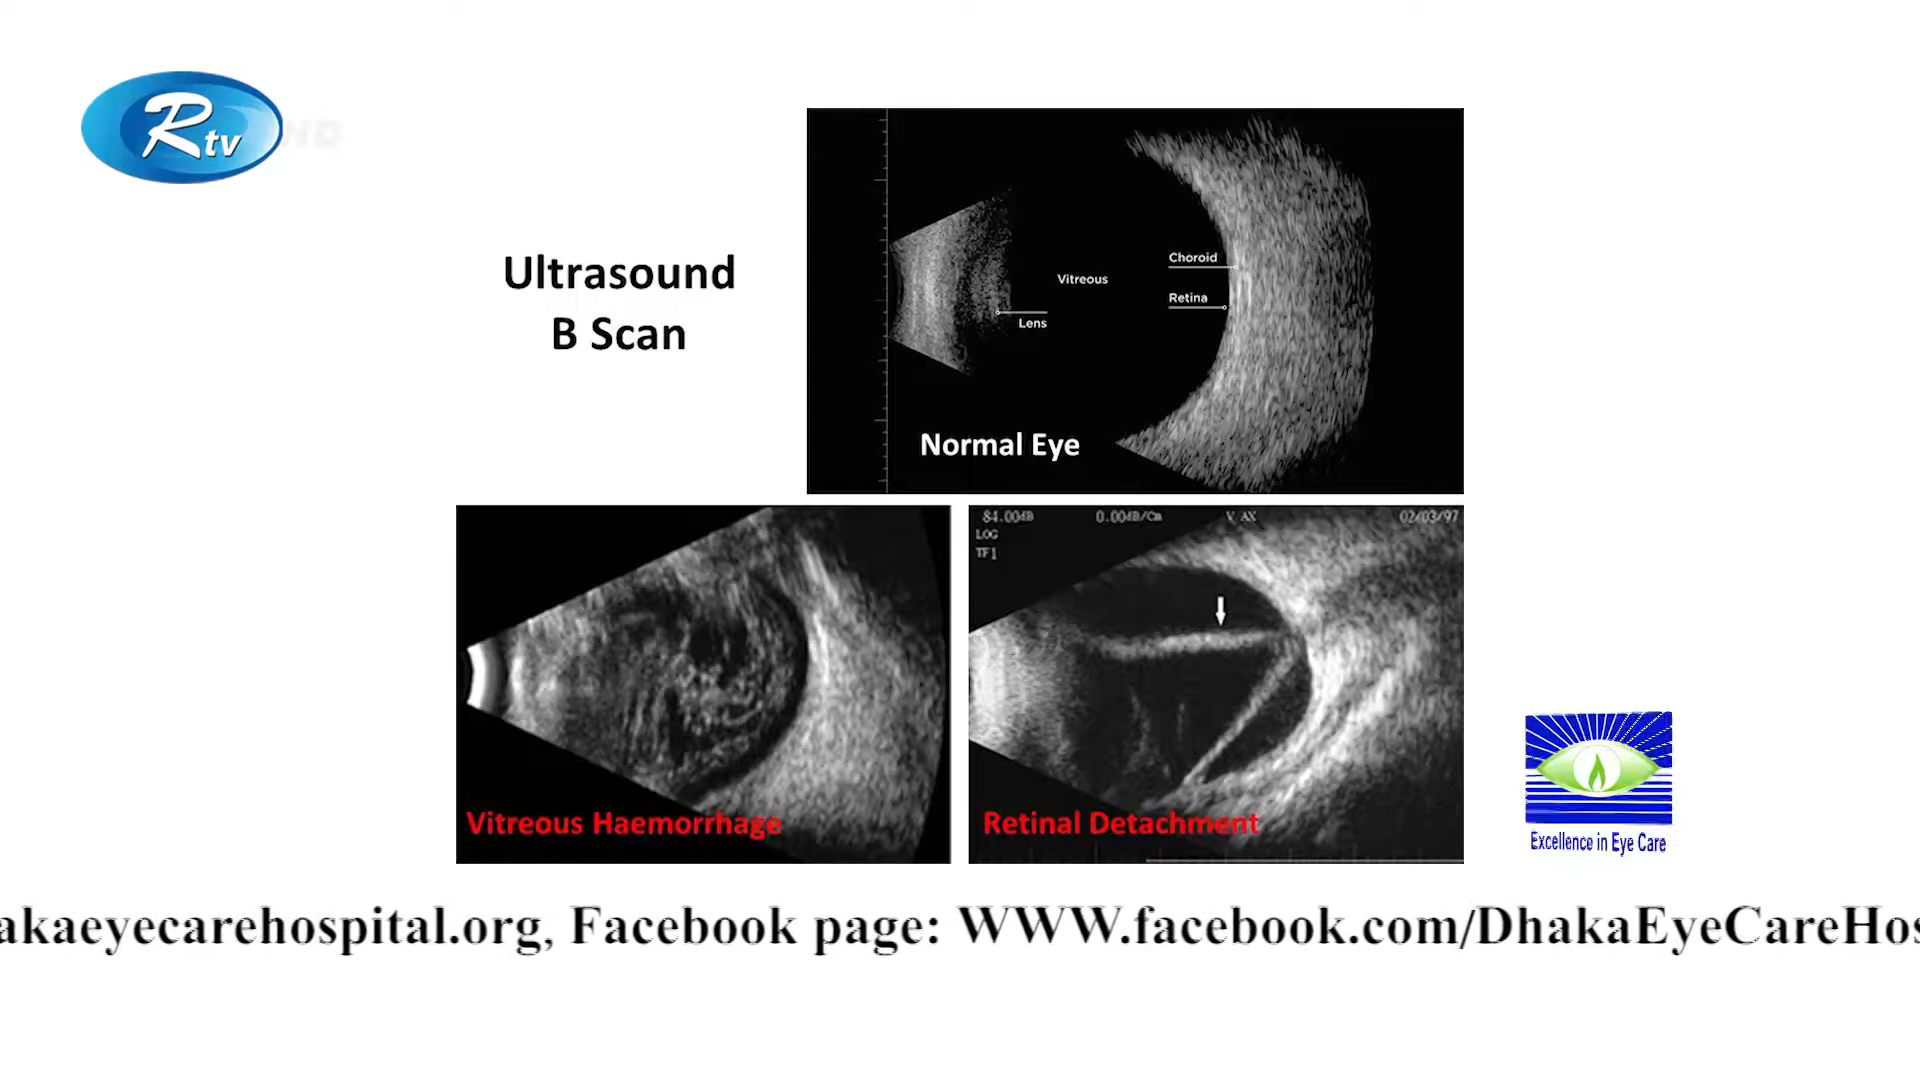 Rtv
HD
Ultrasound
B Scan
Choroid
Vitreous
Retina
Lens
Normal Eye
84.00dB 0.00dB/Cm V AX 02/03/97
LOG
TF1
Vitreous Haemorrhage
Retinal Detachment
Excellence in Eye Care
akaeyecarehospital.org, Facebook page: WWW.facebook.com/DhakaEyeCareHos